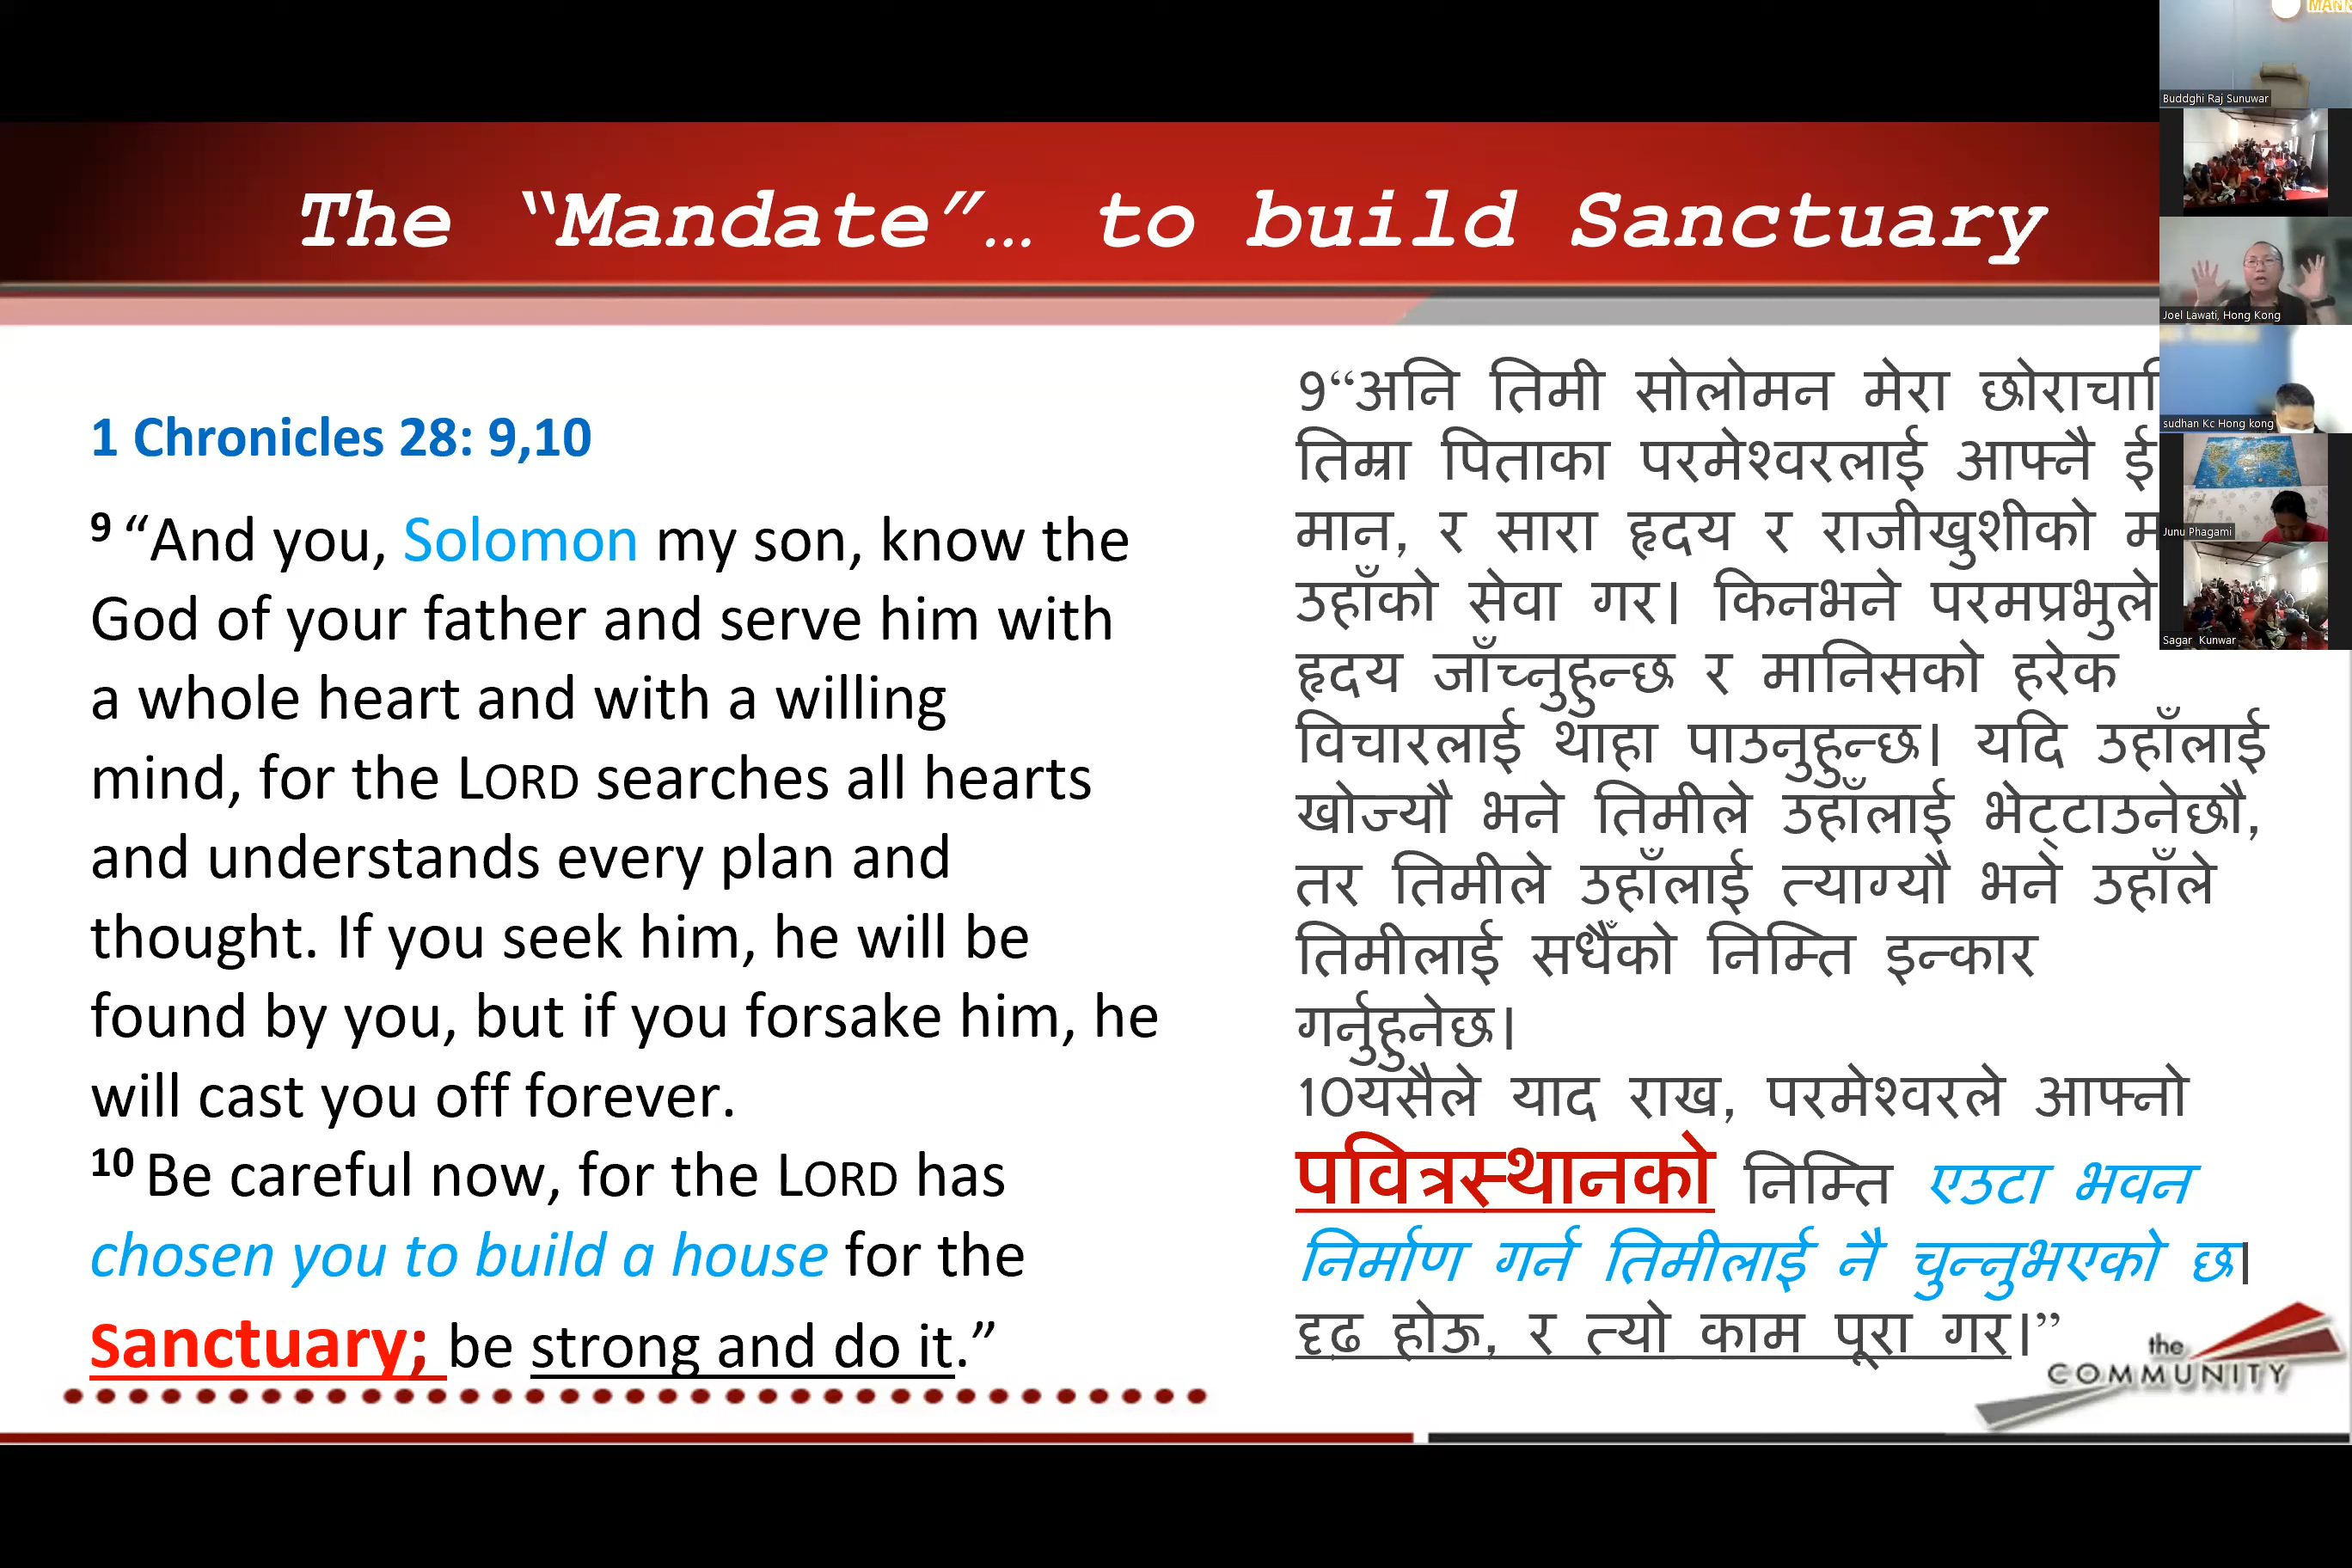 The “Mandate”… to build Sanctuary
1 Chronicles 28: 9,10
9 “And you, Solomon my son, know the
God of your father and serve him with
a whole heart and with a willing
mind, for the LORD searches all hearts
and understands every plan and
thought. If you seek him, he will be
found by you, but if you forsake him, he
will cast you off forever.
10 Be careful now, for the LORD has
chosen you to build a house for the
Sanctuary; be strong and do it.”
9“अनि तिमी सोलोमन मेरा
तिम्रा पिताका परमेश्वरलाई आफ्नै
मान, र सारा हृदय र राजीखुशीको
उहाँको सेवा गर। किनभने परमप्रभुले
हृदय जाँच्नुहुन्छ र मानिसको हरेक
विचारलाई थाहा पाउनुहुन्छ। यदि उहाँलाई
खोज्यौ भने तिमीले उहाँलाई भेट्टाउनेछौ,
तर तिमीले उहाँलाई त्याग्यौ भने उहाँले
तिमीलाई सधैँको निम्ति इन्कार
गर्नुहुनेछ।
10यसैले याद राख, परमेश्वरले आफ्नो
पवित्रस्थानको निम्ति एउटा भवन
निर्माण गर्न तिमीलाई नै चुन्नुभएको छ।
दृढ़ होऊ, र त्यो काम पूरा गर।”
the
COMMUNITY
Buddghi Raj Sunuwar
Joel Lawati, Hong Kong
sudhan Kc Hong kong
Junu Phagami
Sagar Kunwar